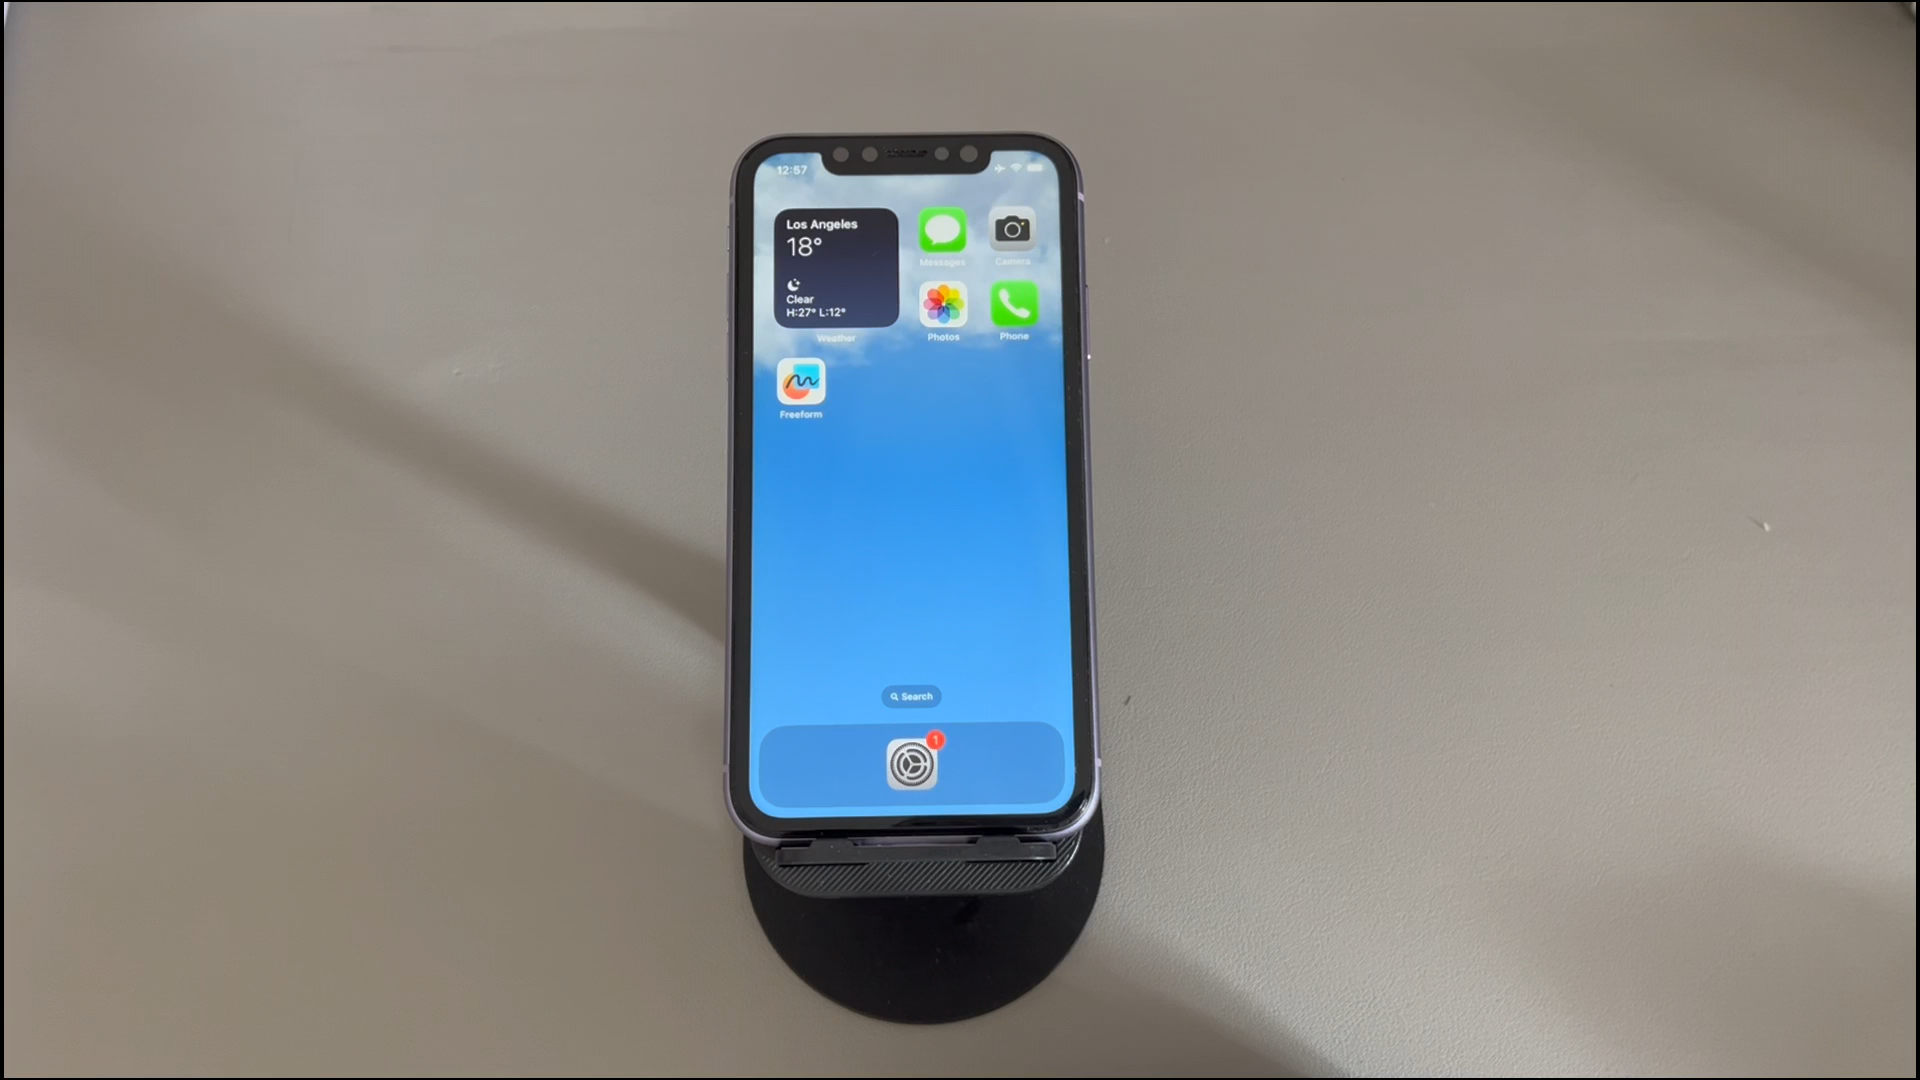 12:57
Los Angeles
18°
Clear
H:27° L:12°
Weather
Messages
Camera
Photos
Phone
Freeform
Search
1